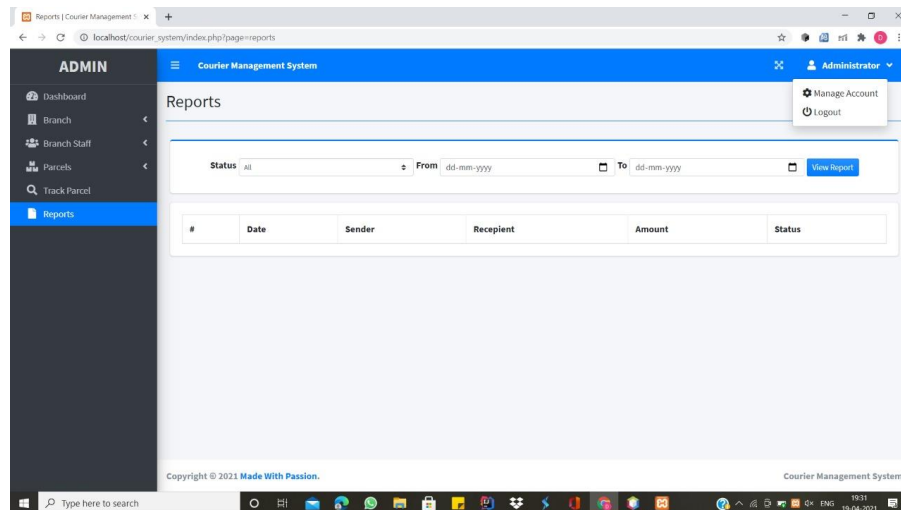 Reports | Courier Management S
localhost/courier_system/index.php?page=reports
D
ADMIN
Courier Management System
Administrator
Manage Account
Logout
Dashboard
Branch
Branch Staff
Parcels
Track Parcel
Reports
Reports
Status All From dd-mm-yyyy To dd-mm-yyyy View Report
# Date Sender Recepient Amount Status
Copyright © 2021 Made With Passion. Courier Management System
Type here to search
ENG
19:31
19-04-2021